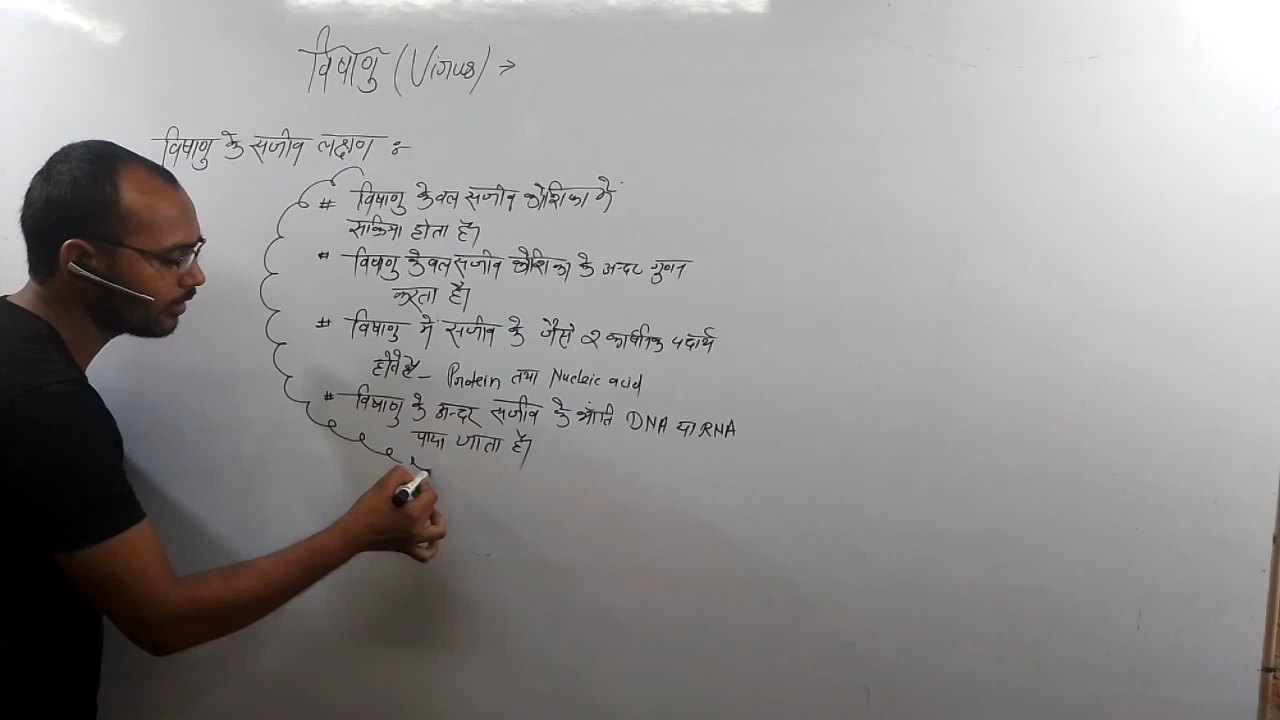 विषाणु (Virus) →
विषाणु के सजीव लक्षण :-
# विषाणु केवल सजीव कोशिका में
सक्रिय होता है।
* विषाणु केवल सजीव कोशिका के अन्दर गुणन
करता है।
# विषाणु में सजीव के जैसे 2 कार्बनिक पदार्थ
होते है - Protein तथा Nucleic acid
# विषाणु के अन्दर सजीव के भांति DNA या RNA
पाया जाता है।